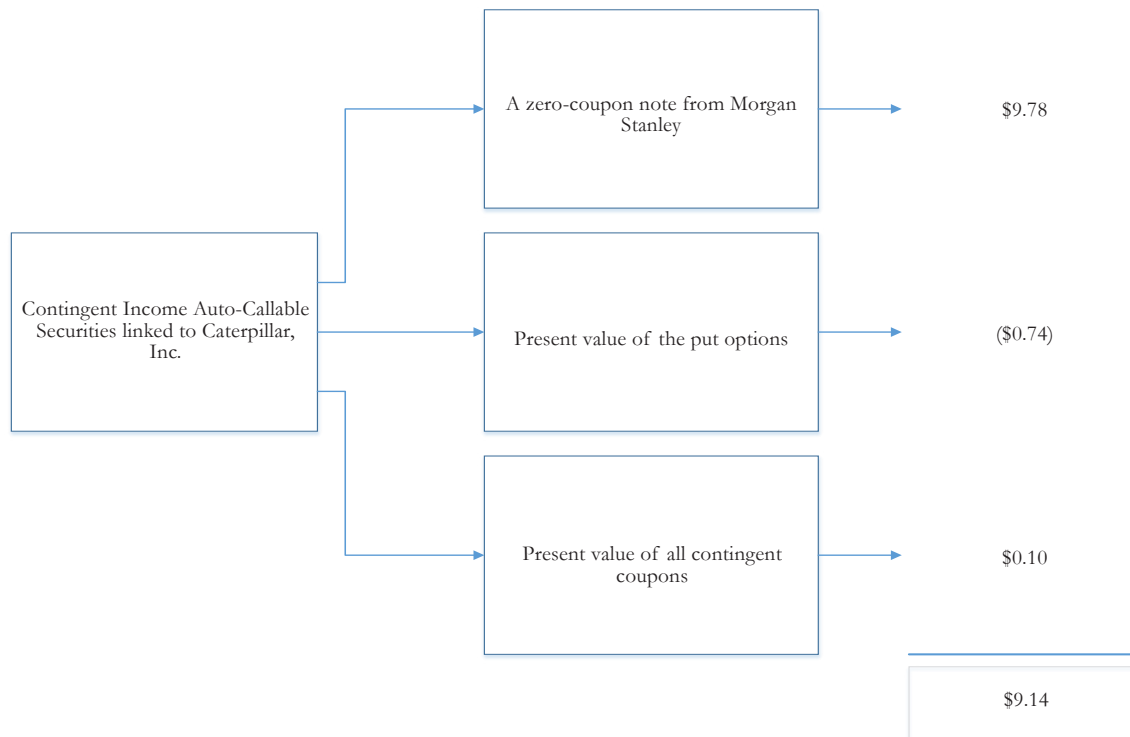 A zero-coupon note from Morgan
Stanley
$9.78
Contingent Income Auto-Callable
Securities linked to Caterpillar,
Inc.
Present value of the put options
($0.74)
Present value of all contingent
coupons
$0.10
$9.14